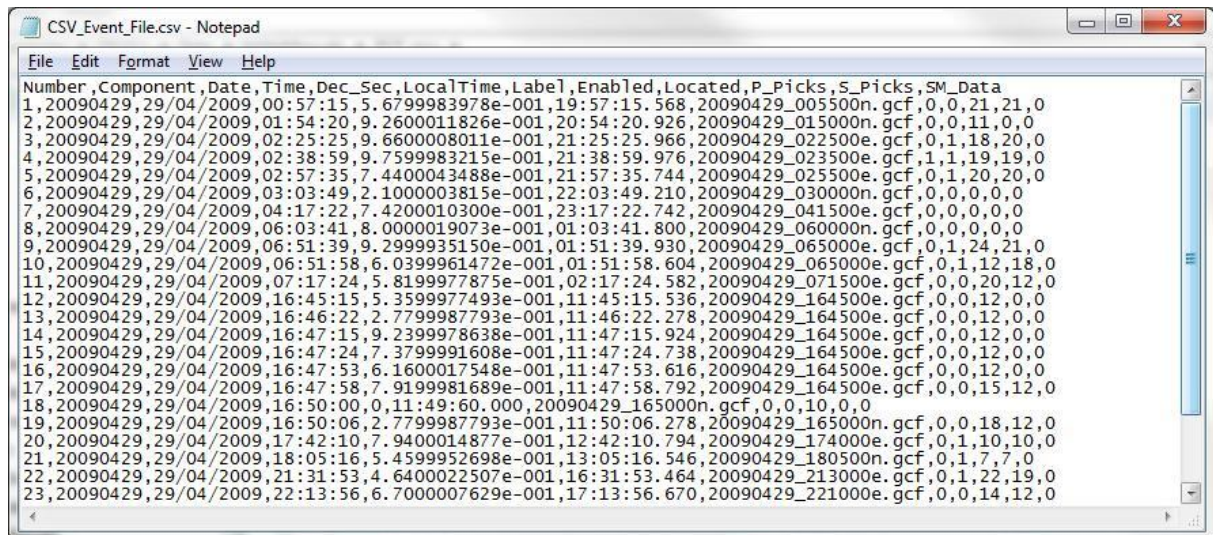 CSV_Event_File.csv - Notepad
File Edit Format View Help
Number,Component,Date,Time,Dec_Sec,LocalTime,Label,Enabled,Located,P_Picks,S_Picks,SM_Data
1,20090429,29/04/2009,00:57:15,5.6799983978e-001,19:57:15.568,20090429_005500n.gcf,0,0,21,21,0
2,20090429,29/04/2009,01:54:20,9.2600011826e-001,20:54:20.926,20090429_015000n.gcf,0,0,11,0,0
3,20090429,29/04/2009,02:25:25,9.6600008011e-001,21:25:25.966,20090429_022500n.gcf,0,1,18,20,0
4,20090429,29/04/2009,02:38:59,9.7599983215e-001,21:38:59.976,20090429_023500e.gcf,1,1,19,19,0
5,20090429,29/04/2009,02:57:35,7.4400043488e-001,21:57:35.744,20090429_025500e.gcf,0,1,20,20,0
6,20090429,29/04/2009,03:03:49,2.1000003815e-001,22:03:49.210,20090429_030000n.gcf,0,0,0,0,0
7,20090429,29/04/2009,04:17:22,7.4200010300e-001,23:17:22.742,20090429_041500e.gcf,0,0,0,0,0
8,20090429,29/04/2009,06:03:41,8.0000019073e-001,01:03:41.800,20090429_060000n.gcf,0,0,0,0,0
9,20090429,29/04/2009,06:51:39,9.2999935150e-001,01:51:39.930,20090429_065000e.gcf,0,1,24,21,0
10,20090429,29/04/2009,06:51:58,6.0399961472e-001,01:51:58.604,20090429_065000e.gcf,0,1,12,18,0
11,20090429,29/04/2009,07:17:24,5.8199977875e-001,02:17:24.582,20090429_071500e.gcf,0,0,20,12,0
12,20090429,29/04/2009,16:45:15,5.3599977493e-001,11:45:15.536,20090429_164500e.gcf,0,0,12,0,0
13,20090429,29/04/2009,16:46:22,2.7799987793e-001,11:46:22.278,20090429_164500e.gcf,0,0,12,0,0
14,20090429,29/04/2009,16:47:15,9.2399978638e-001,11:47:15.924,20090429_164500e.gcf,0,0,12,0,0
15,20090429,29/04/2009,16:47:24,7.3799991608e-001,11:47:24.738,20090429_164500e.gcf,0,0,12,0,0
16,20090429,29/04/2009,16:47:53,6.1600017548e-001,11:47:53.616,20090429_164500e.gcf,0,0,12,0,0
17,20090429,29/04/2009,16:47:58,7.9199981689e-001,11:47:58.792,20090429_164500e.gcf,0,0,15,12,0
18,20090429,29/04/2009,16:50:00,0,11:49:60.000,20090429_165000n.gcf,0,0,10,0,0
19,20090429,29/04/2009,16:50:06,2.7799987793e-001,11:50:06.278,20090429_165000n.gcf,0,0,18,12,0
20,20090429,29/04/2009,17:42:10,7.9400014877e-001,12:42:10.794,20090429_174000e.gcf,0,1,10,10,0
21,20090429,29/04/2009,18:05:16,5.4599952698e-001,13:05:16.546,20090429_180500n.gcf,0,1,7,7,0
22,20090429,29/04/2009,21:31:53,4.6400022507e-001,16:31:53.464,20090429_213000e.gcf,0,1,22,19,0
23,20090429,29/04/2009,22:13:56,6.7000007629e-001,17:13:56.670,20090429_221000e.gcf,0,0,14,12,0